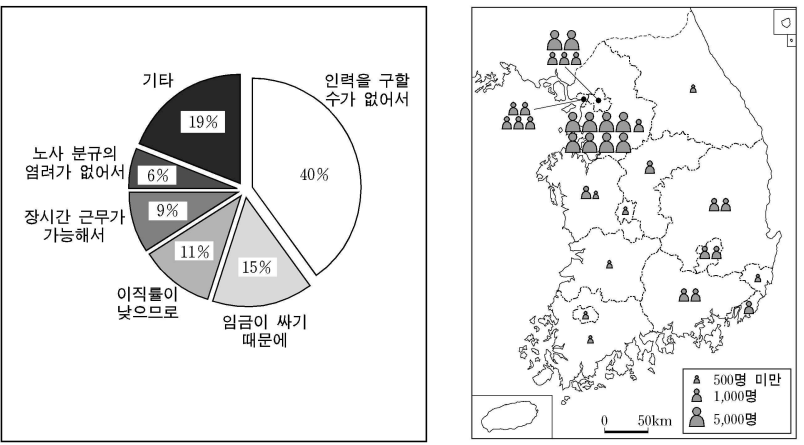 기타
19%
인력을 구할
수가 없어서
40%
노사 분규의
염려가 없어서
6%
장시간 근무가
가능해서
9%
11%
이직률이
낮으므로
15%
임금이 싸기
때문에
500명 미만
1,000명
5,000명
0 50km